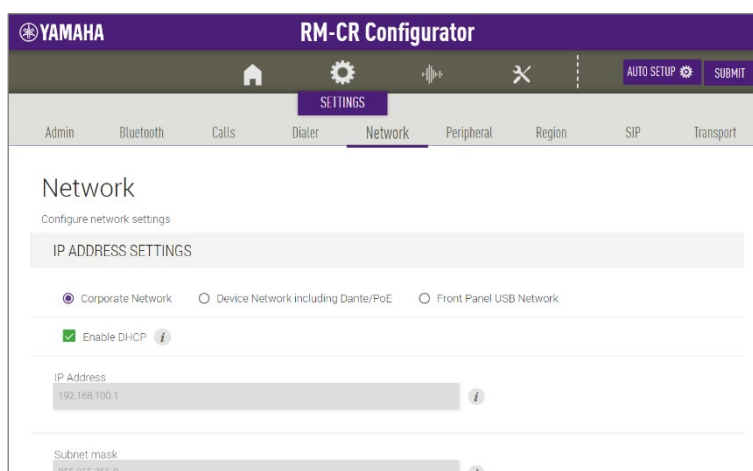 YAMAHA RM-CR Configurator
AUTO SETUP SUBMIT
SETTINGS
Admin Bluetooth Calls Dialer Network Peripheral Region SIP Transport
Network
Configure network settings
IP ADDRESS SETTINGS
Corporate Network Device Network including Dante/PoE Front Panel USB Network
Enable DHCP i
IP Address
192.168.100.1 i
Subnet mask